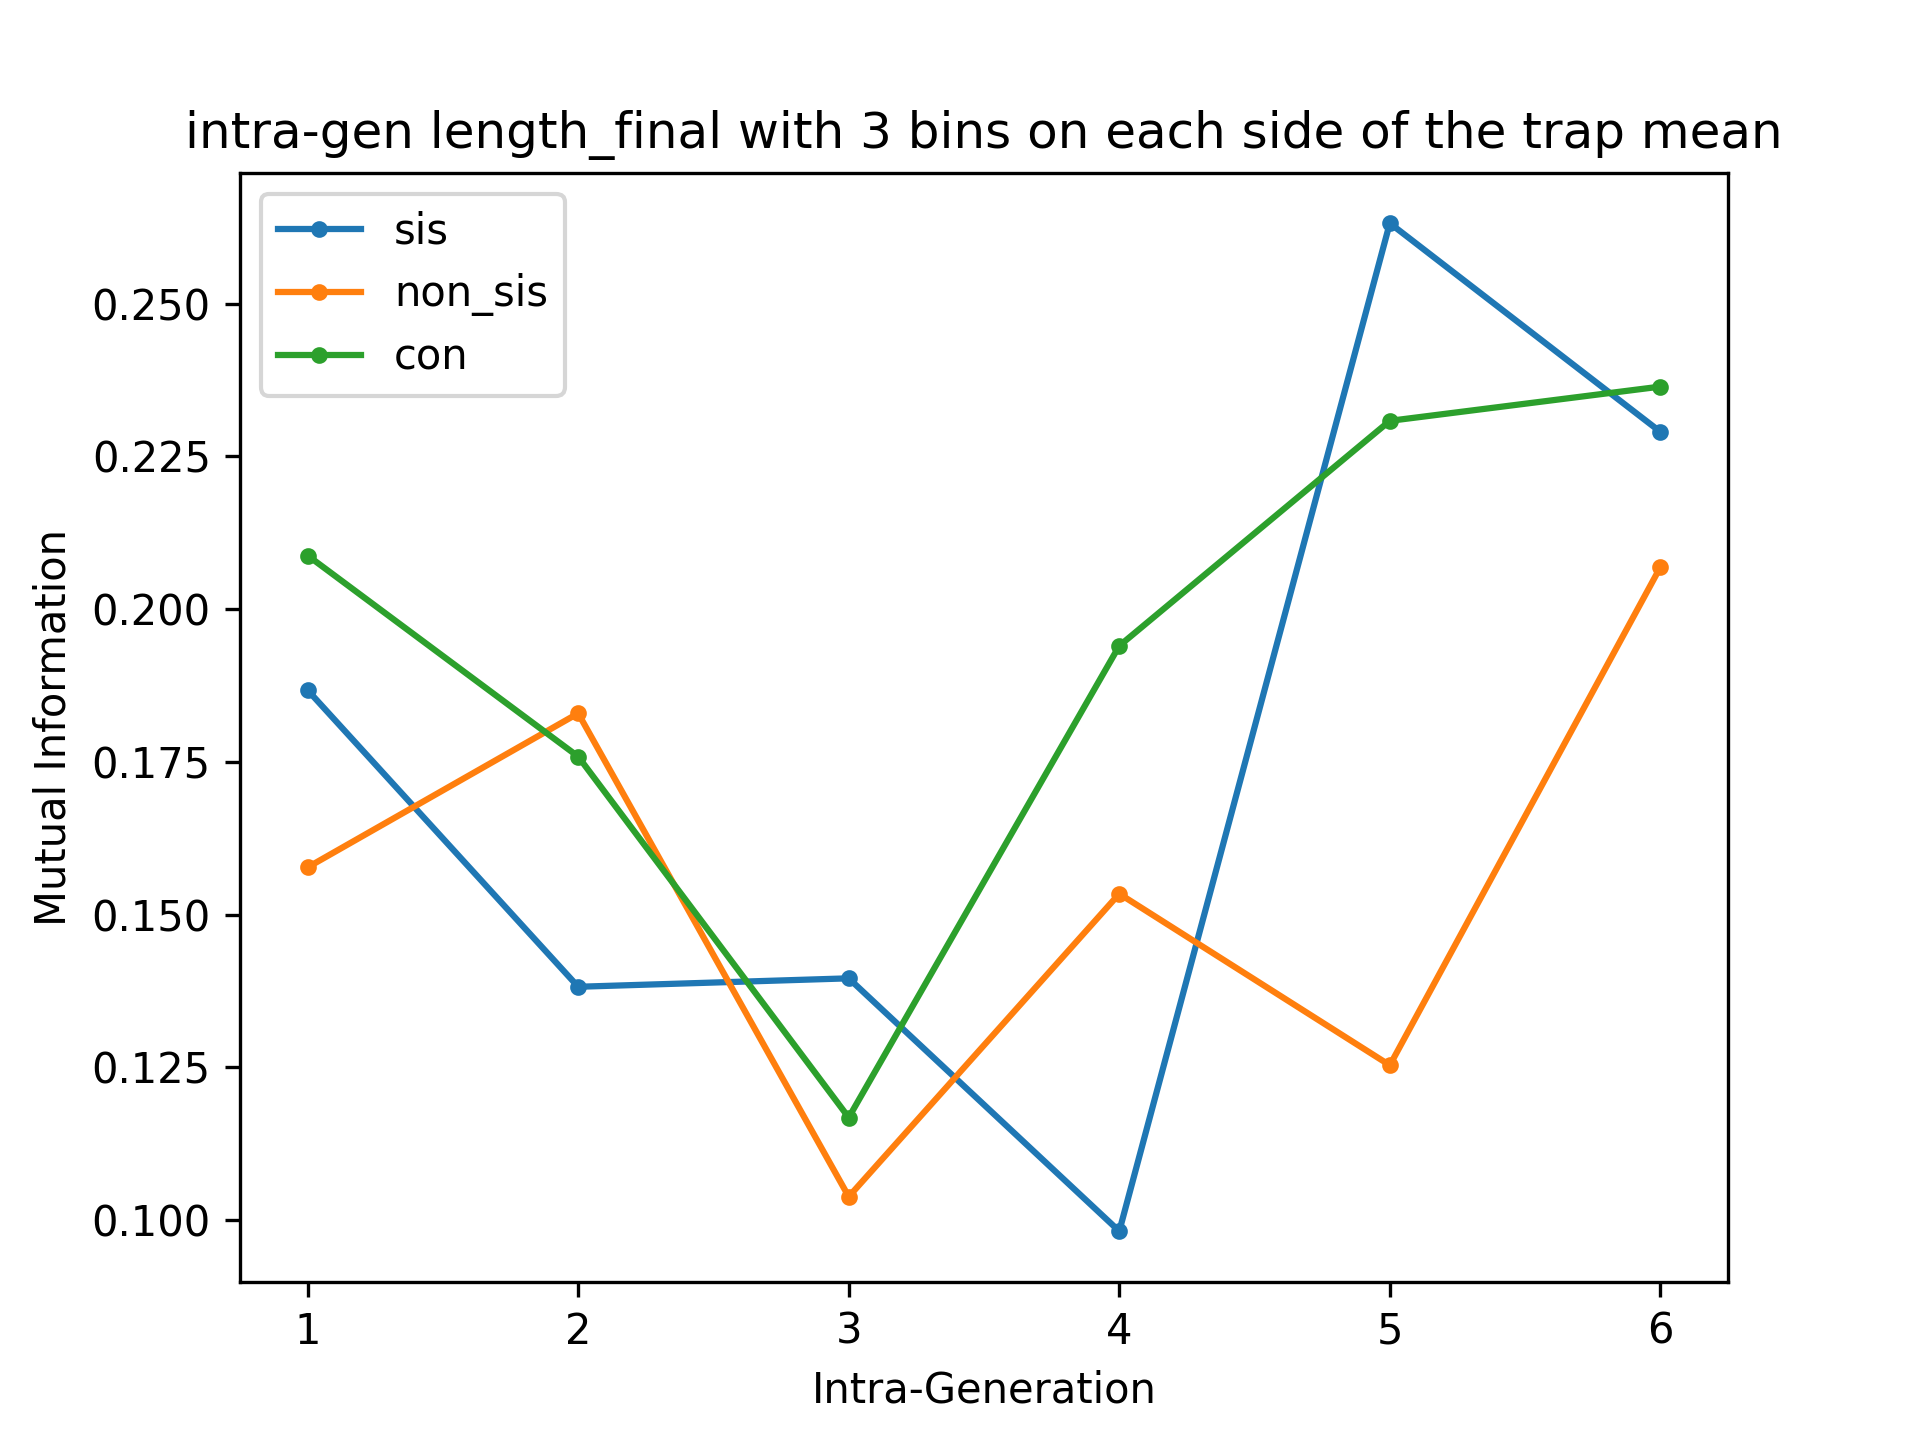 intra-gen length_final with 3 bins on each side of the trap mean
sis
non_sis
con
0.250
0.225
0.200
0.175
0.150
0.125
0.100
Mutual Information
1 2 3 4 5 6
Intra-Generation